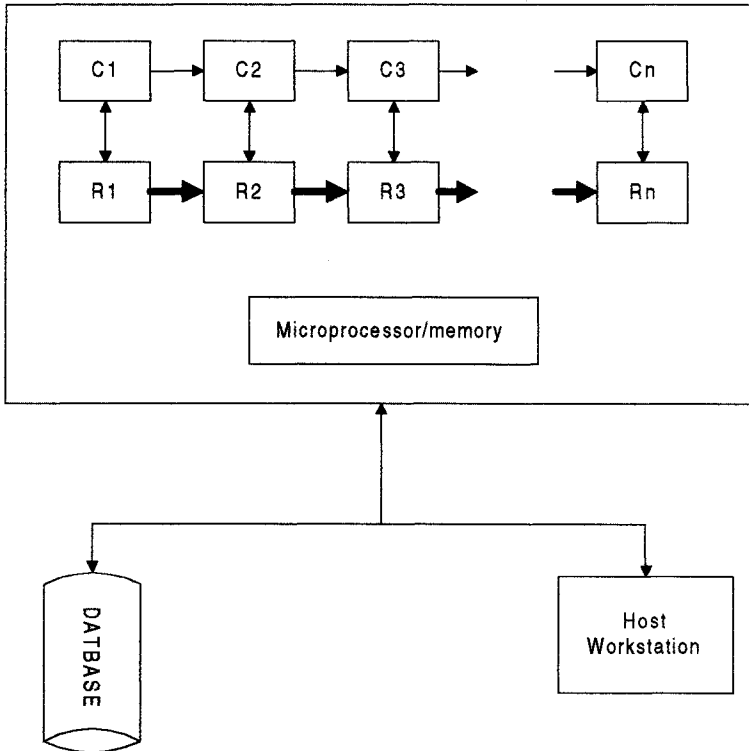 C1 C2 C3 Cn
R1 R2 R3 Rn
Microprocessor/memory
DATBASE
Host
Workstation